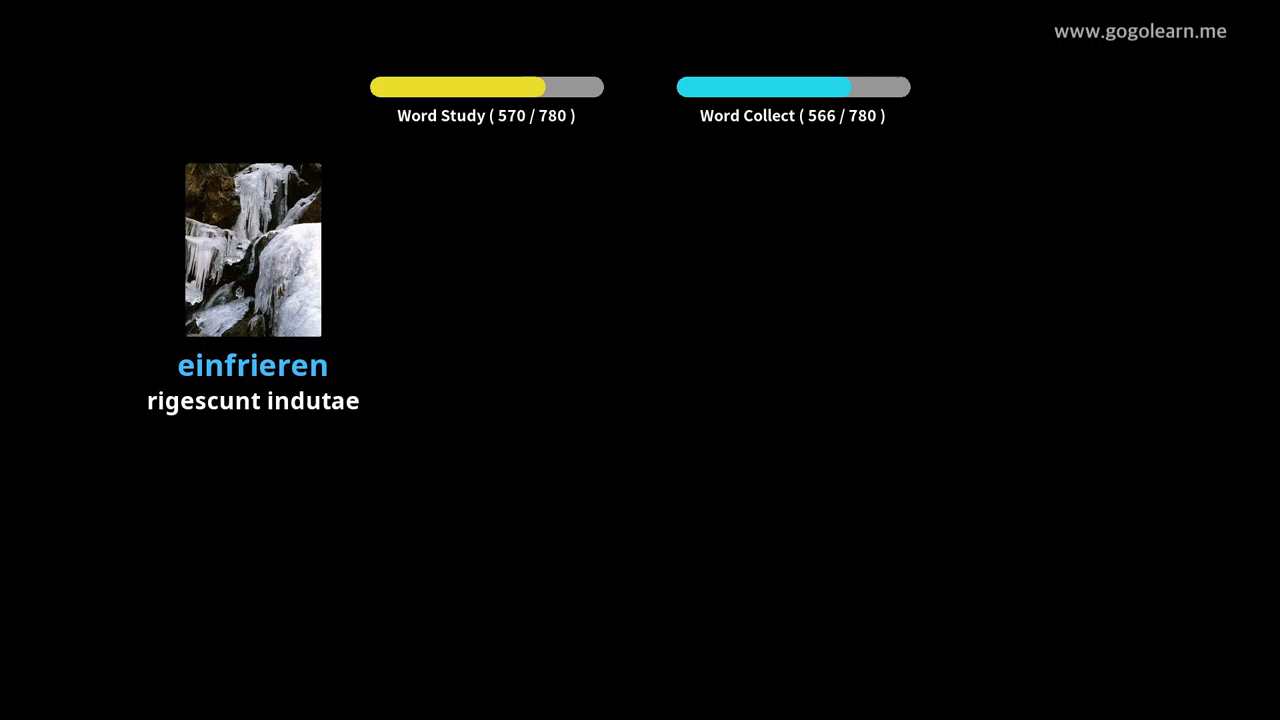 www.gogolearn.me
Word Study ( 570 / 780 )
Word Collect ( 566 / 780 )
einfrieren
rigescunt indutae